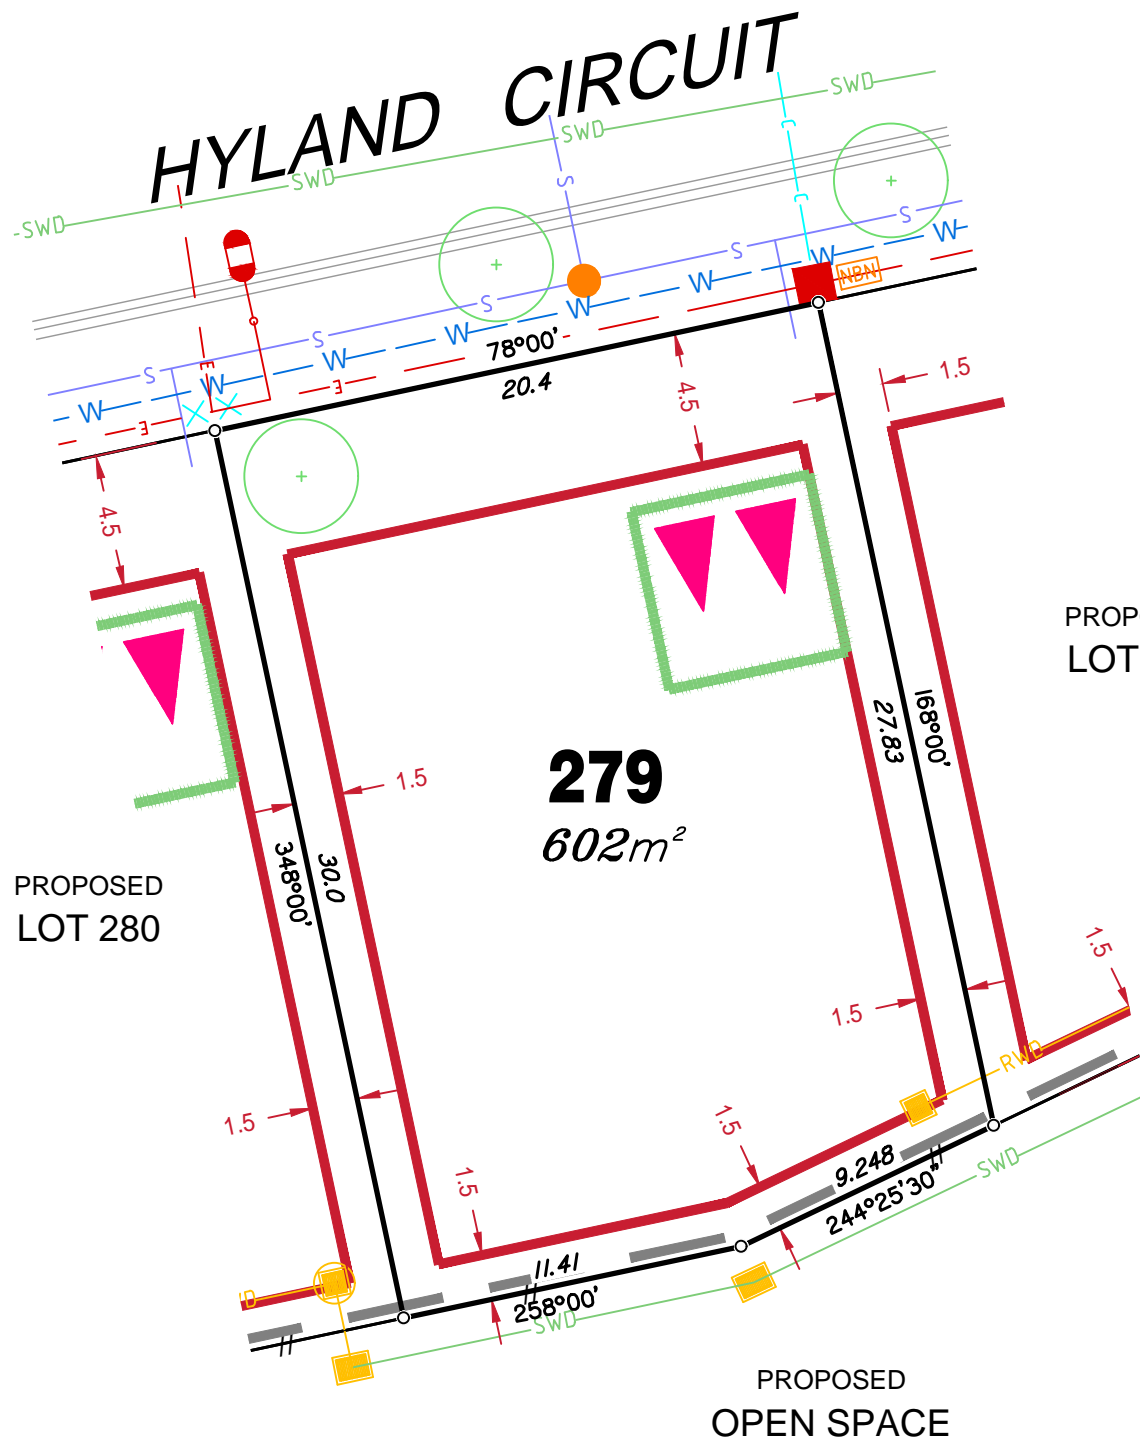 HYLAND CIRCUIT
SWD
SWD
SWD
SWD
S
S
S
S
S
S
W
W
W
W
W
W
W
W
NBN
E
E
E
78°00'
20.4
4.5
4.5
1.5
PROPO
LOT
279
602m²
27.83
168°00'
1.5
348°00'
30.0
PROPOSED
LOT 280
1.5
1.5
1.5
1.5
1.5
RWD
9.248
244°25'30"
SWD
11.41
258°00'
SWD
D
PROPOSED
OPEN SPACE